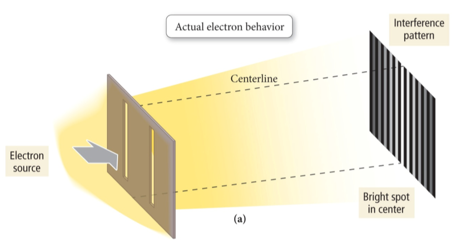 Actual electron behavior
Interference
pattern
Centerline
Electron
source
Bright spot
in center
(a)